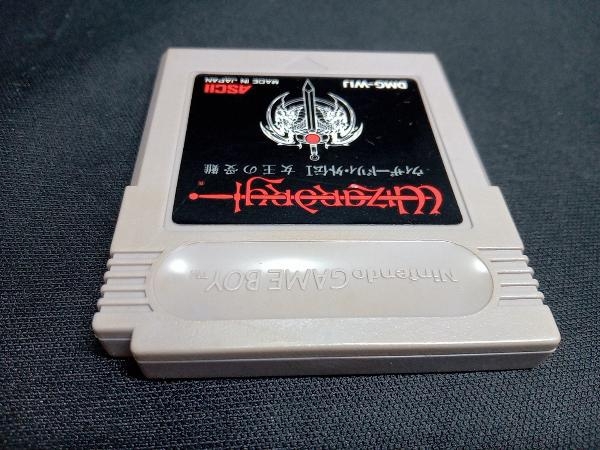 Nintendo GAME BOY™
Wizardry
ウィザードリィ・外伝I 女王の受難
DMG-WIJ
ASCII
MADE IN JAPAN